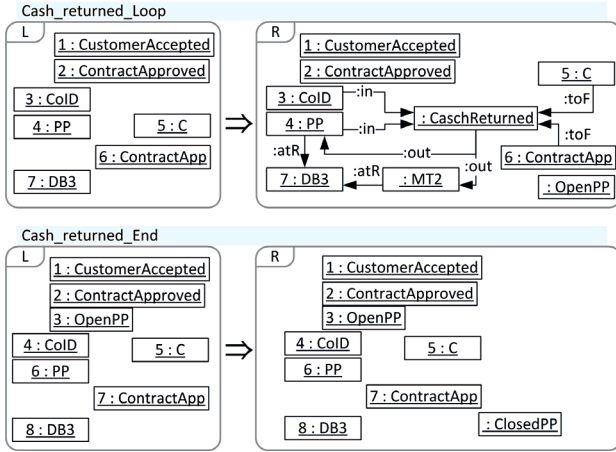 Cash_returned_Loop
L
1 : CustomerAccepted
2 : ContractApproved
3 : CoID
4 : PP
5 : C
6 : ContractApp
7 : DB3
⇒
R
1 : CustomerAccepted
2 : ContractApproved
5 : C
3 : CoID
:in
:toF
: CaschReturned
4 : PP
:in
:toF
:atR
:out
6 : ContractApp
:out
7 : DB3
:atR
: MT2
: OpenPP
Cash_returned_End
L
1 : CustomerAccepted
2 : ContractApproved
3 : OpenPP
4 : CoID
5 : C
6 : PP
7 : ContractApp
8 : DB3
⇒
R
1 : CustomerAccepted
2 : ContractApproved
3 : OpenPP
4 : CoID
5 : C
6 : PP
7 : ContractApp
: ClosedPP
8 : DB3